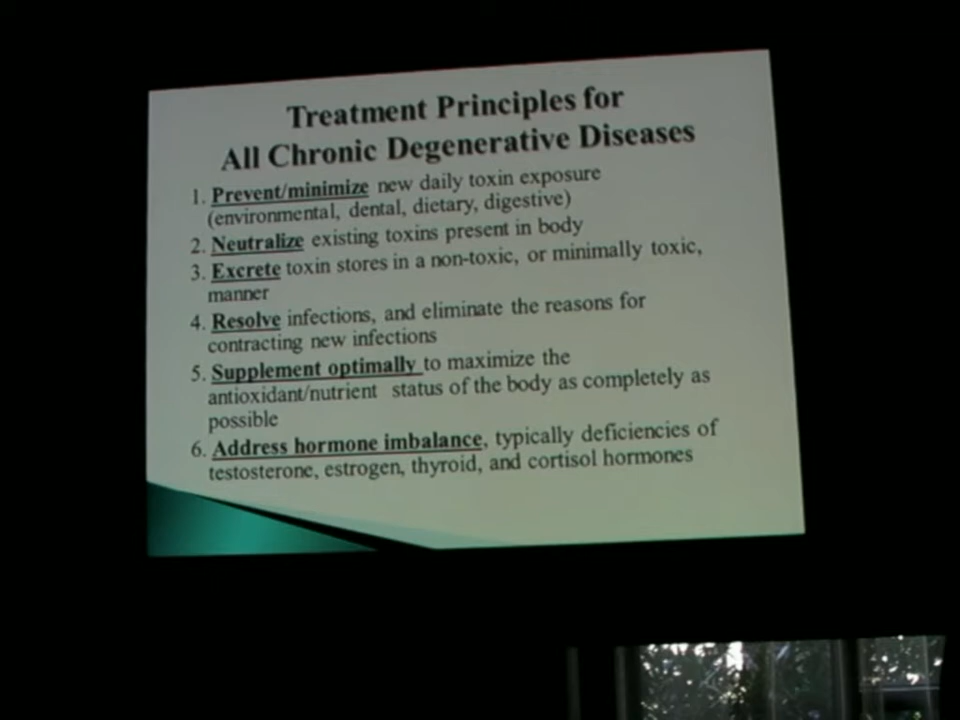 Treatment Principles for
All Chronic Degenerative Diseases
1. Prevent/minimize new daily toxin exposure
(environmental, dental, dietary, digestive)
2. Neutralize existing toxins present in body
3. Excrete toxin stores in a non-toxic, or minimally toxic,
manner
4. Resolve infections, and eliminate the reasons for
contracting new infections
5. Supplement optimally to maximize the
antioxidant/nutrient status of the body as completely as
possible
6. Address hormone imbalance, typically deficiencies of
testosterone, estrogen, thyroid, and cortisol hormones